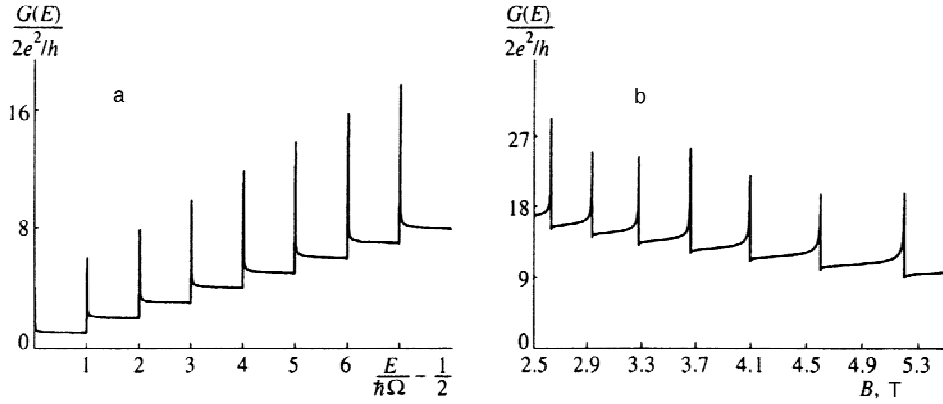 G(E)
2e²/h
a
16
8
0
1 2 3 4 5 6 E/ħΩ – 1/2
G(E)
2e²/h
b
27
18
9
0
2.5 2.9 3.3 3.7 4.1 4.5 4.9 5.3
B, T